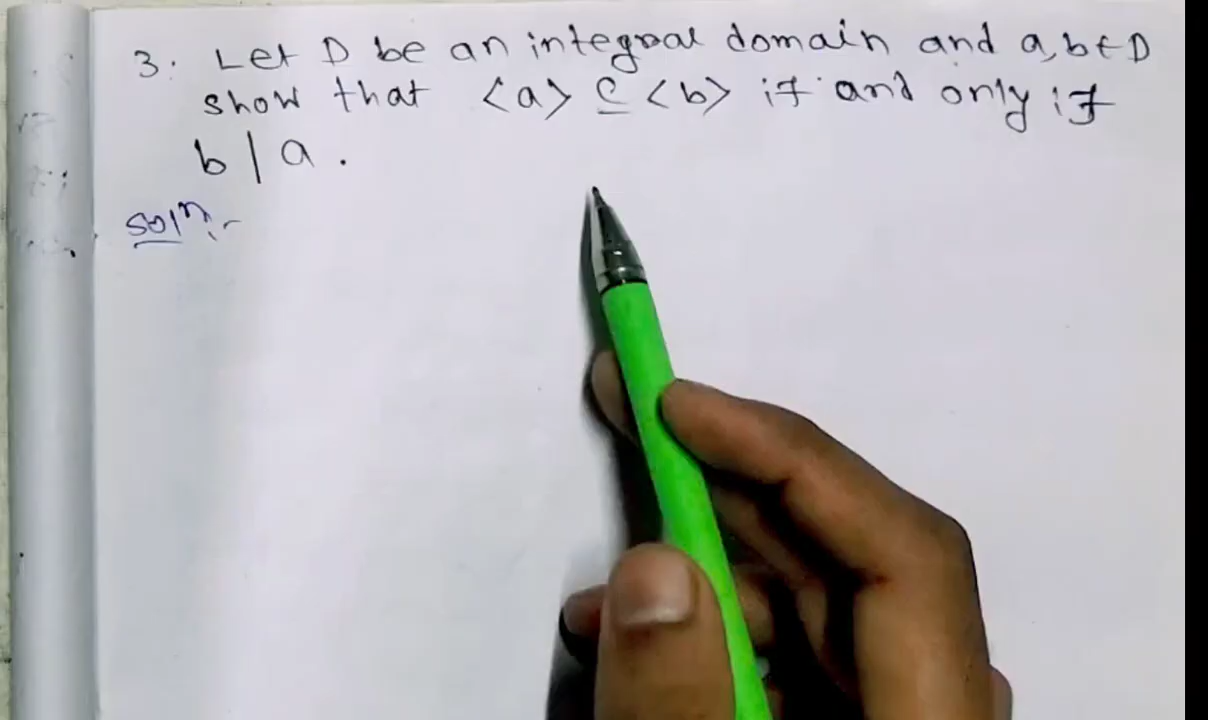 3. Let D be an integral domain and a, b ∈ D
show that <a> ⊆ <b> if and only if
b | a .
Solⁿ:-